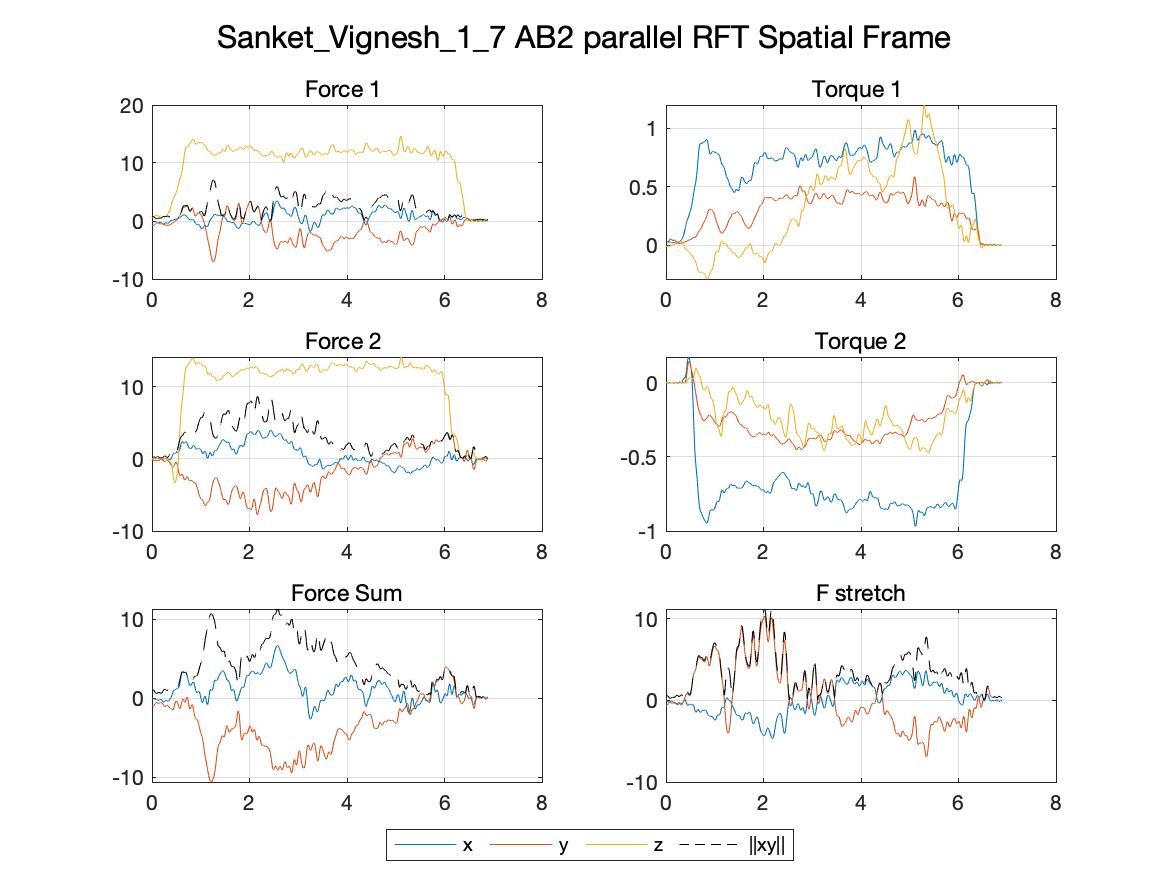 Sanket_Vignesh_1_7 AB2 parallel RFT Spatial Frame
Force 1
20
10
0
-10
0 2 4 6 8
Torque 1
1
0.5
0
0 2 4 6 8
Force 2
10
0
-10
0 2 4 6 8
Torque 2
0
-0.5
-1
0 2 4 6 8
Force Sum
10
0
-10
0 2 4 6 8
F stretch
10
0
-10
0 2 4 6 8
x y z ||xy||